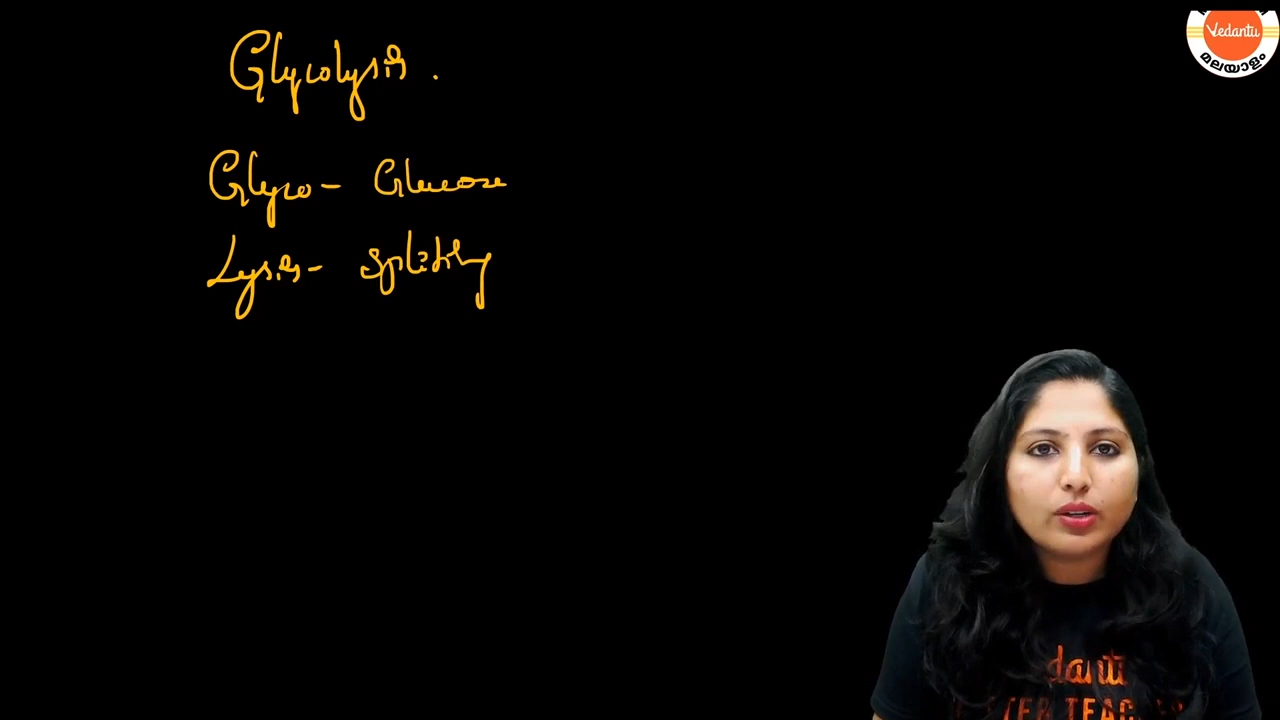 Glycolysis.
Glyco - Glucose
Lysis - splitting
Vedantu
മലയാളം